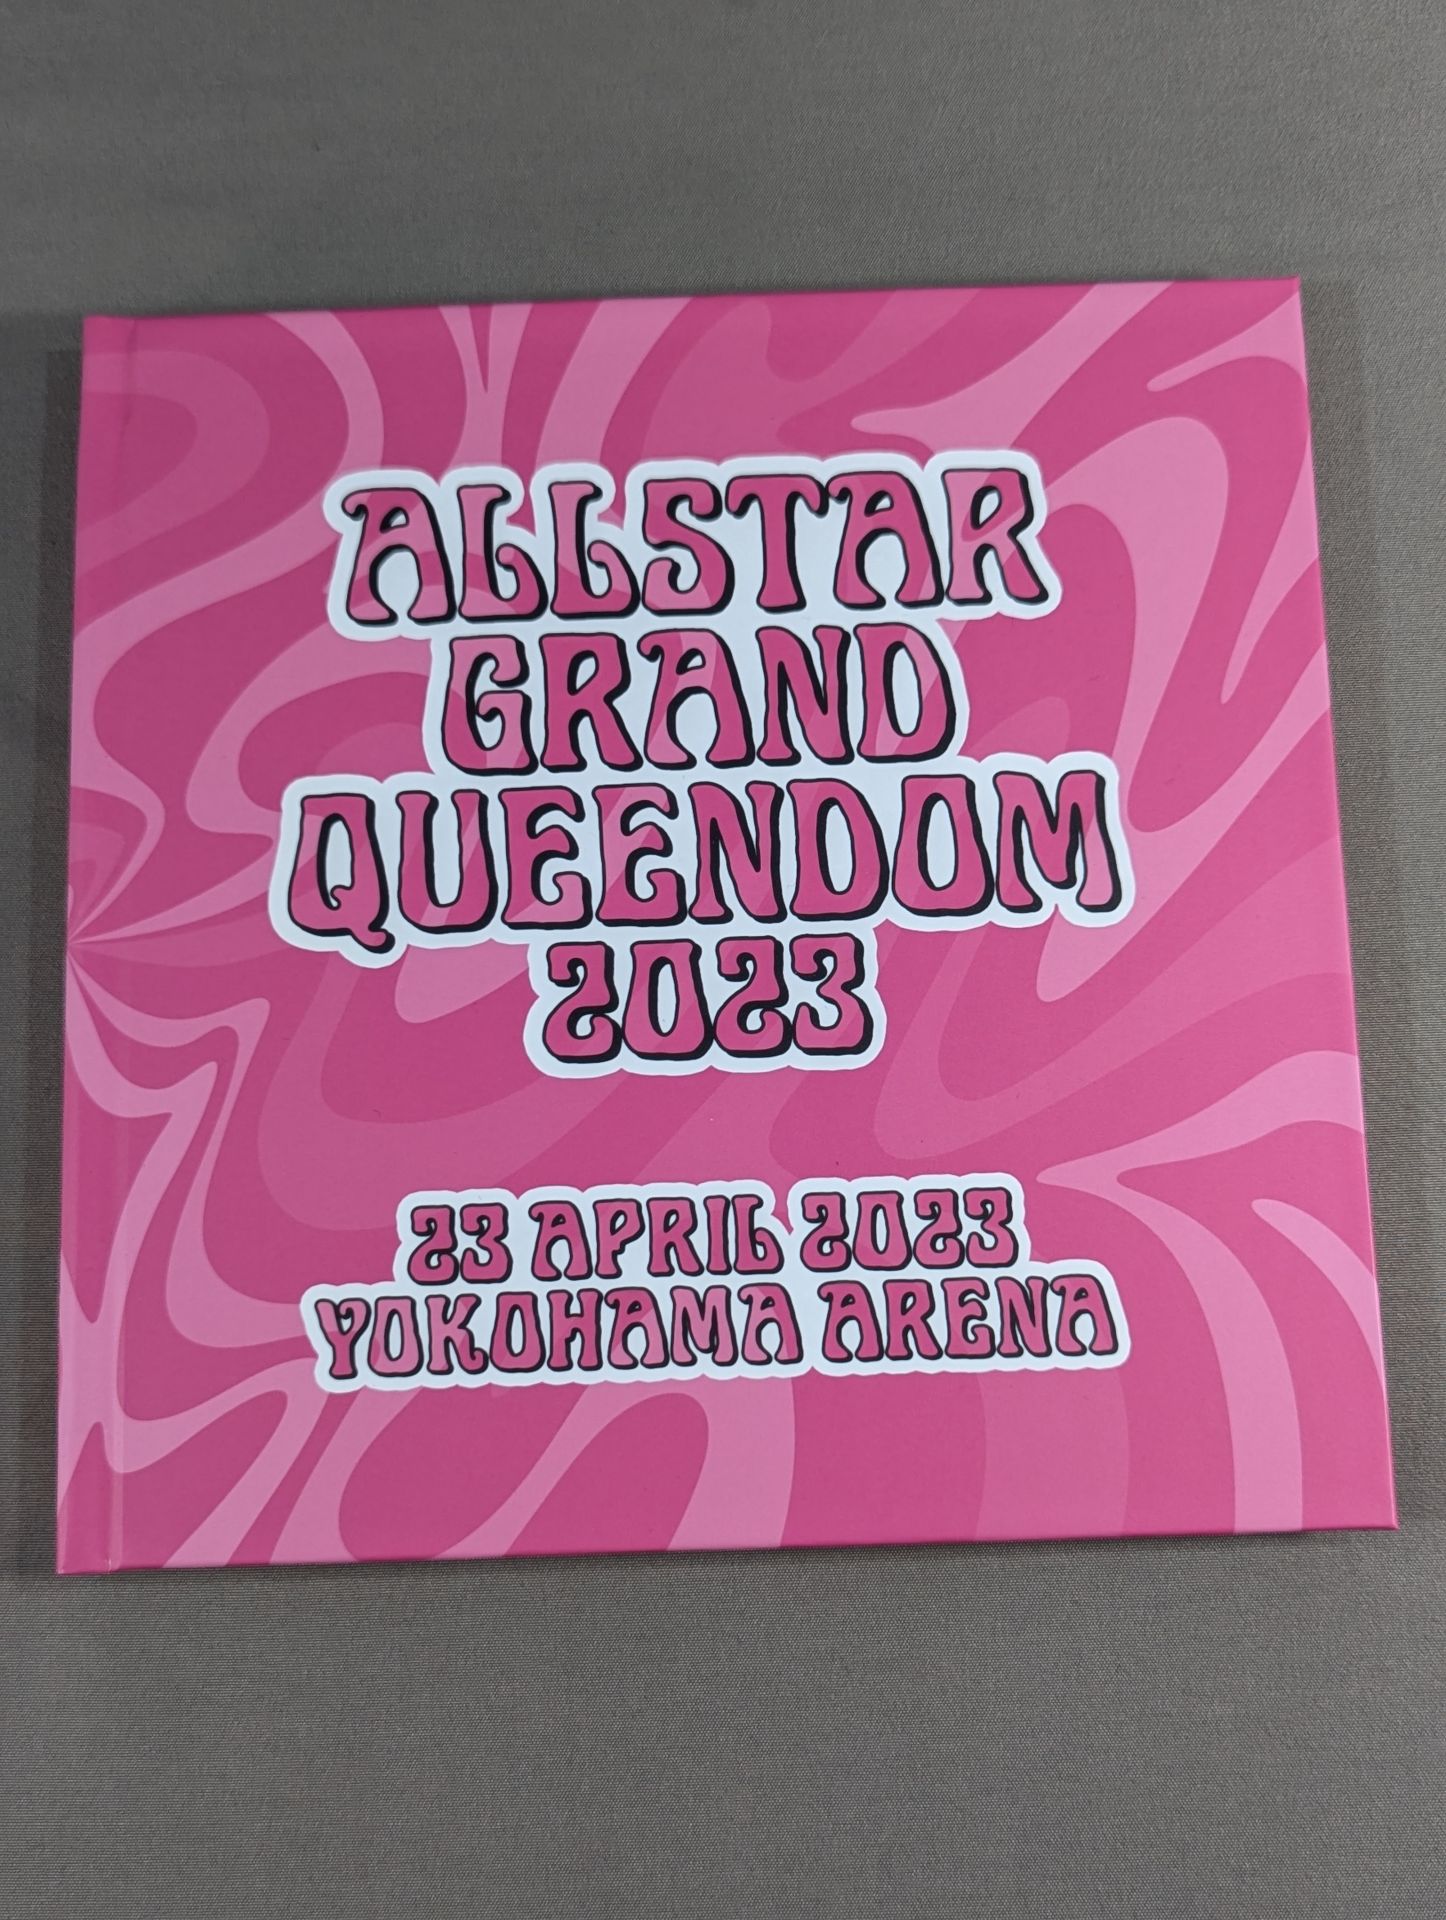 ALLSTAR
GRAND
QUEENDOM
2023
23 APRIL 2023
YOKOHAMA ARENA